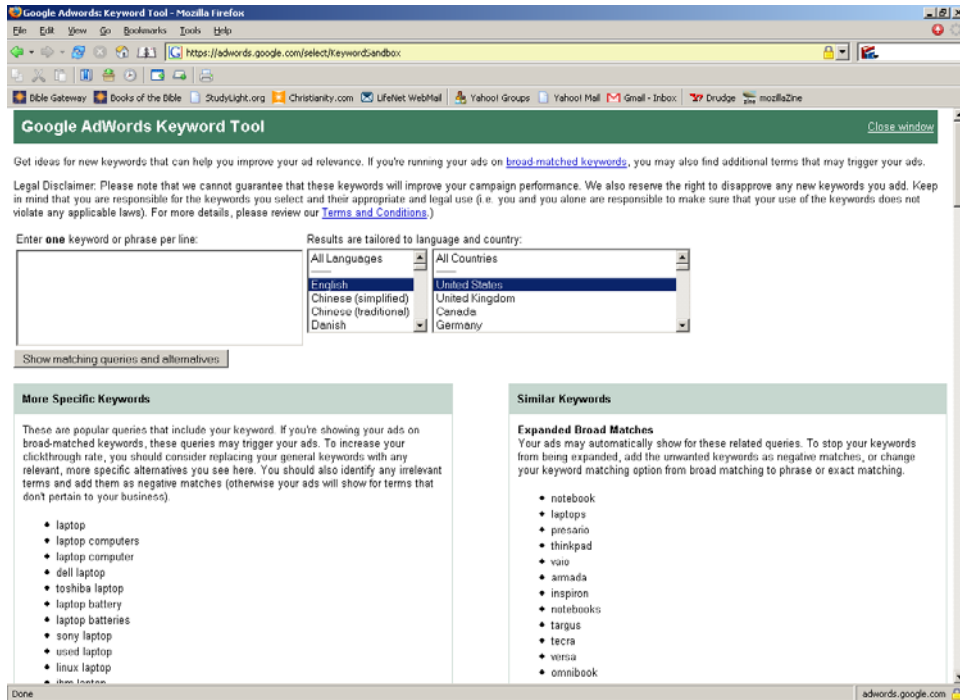 Google Adwords: Keyword Tool - Mozilla Firefox
File Edit View Go Bookmarks Tools Help
https://adwords.google.com/select/KeywordSandbox
Bible Gateway Books of the Bible StudyLight.org Christianity.com LifeNet WebMail Yahoo! Groups Yahoo! Mail Gmail - Inbox Drudge mozillaZine
Google AdWords Keyword Tool Close window
Get ideas for new keywords that can help you improve your ad relevance. If you're running your ads on broad-matched keywords, you may also find additional terms that may trigger your ads.
Legal Disclaimer: Please note that we cannot guarantee that these keywords will improve your campaign performance. We also reserve the right to disapprove any new keywords you add. Keep
in mind that you are responsible for the keywords you select and their appropriate and legal use (i.e. you and you alone are responsible to make sure that your use of the keywords does not
violate any applicable laws). For more details, please review our Terms and Conditions.)
Enter one keyword or phrase per line:
Results are tailored to language and country:
All Languages
English
Chinese (simplified)
Chinese (traditional)
Danish
All Countries
United States
United Kingdom
Canada
Germany
Show matching queries and alternatives
More Specific Keywords
These are popular queries that include your keyword. If you're showing your ads on
broad-matched keywords, these queries may trigger your ads. To increase your
clickthrough rate, you should consider replacing your general keywords with any
relevant, more specific alternatives you see here. You should also identify any irrelevant
terms and add them as negative matches (otherwise your ads will show for terms that
don't pertain to your business).
laptop
laptop computers
laptop computer
dell laptop
toshiba laptop
laptop battery
laptop batteries
sony laptop
used laptop
linux laptop
ibm laptop
Similar Keywords
Expanded Broad Matches
Your ads may automatically show for these related queries. To stop your keywords
from being expanded, add the unwanted keywords as negative matches, or change
your keyword matching option from broad matching to phrase or exact matching.
notebook
laptops
presario
thinkpad
vaio
armada
inspiron
notebooks
targus
tecra
versa
omnibook
Done adwords.google.com